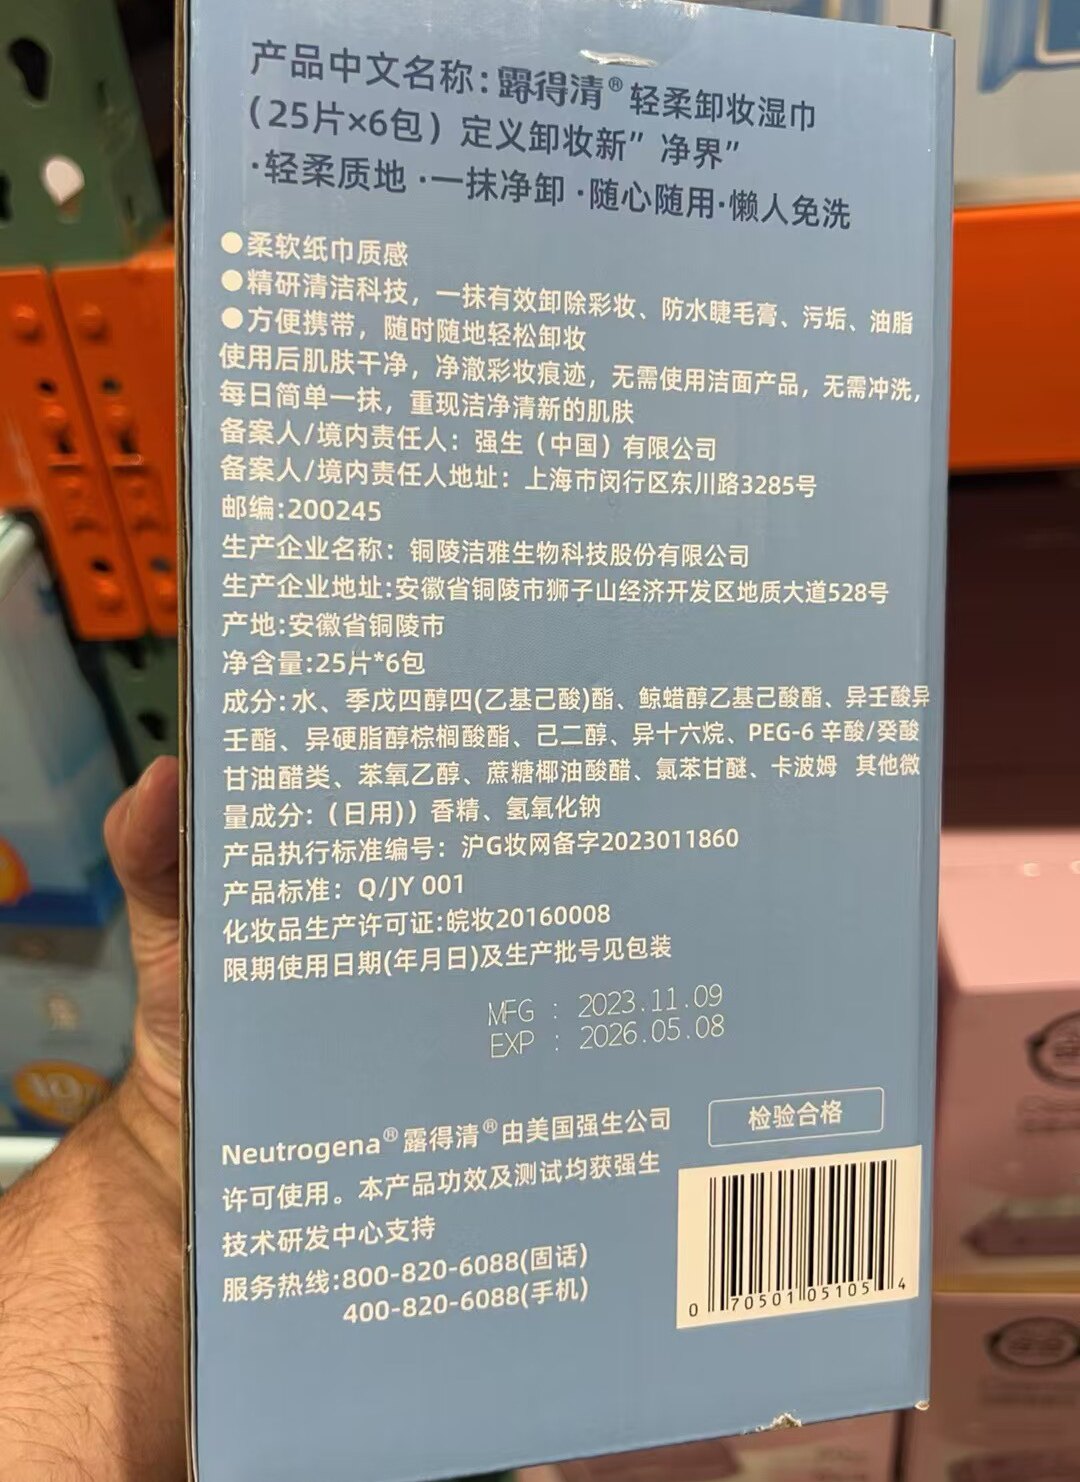 产品中文名称：露得清®轻柔卸妆湿巾
(25片×6包）定义卸妆新”净界”
·轻柔质地 ·一抹净卸 ·随心随用·懒人免洗
●柔软纸巾质感
●精研清洁科技，一抹有效卸除彩妆、防水睫毛膏、污垢、油脂
●方便携带，随时随地轻松卸妆
使用后肌肤干净，净澈彩妆痕迹，无需使用洁面产品，无需冲洗，
每日简单一抹，重现洁净清新的肌肤
备案人/境内责任人：强生（中国）有限公司
备案人/境内责任人地址：上海市闵行区东川路3285号
邮编:200245
生产企业名称：铜陵洁雅生物科技股份有限公司
生产企业地址:安徽省铜陵市狮子山经济开发区地质大道528号
产地:安徽省铜陵市
净含量:25片*6包
成分:水、季戊四醇四(乙基己酸)酯、鲸蜡醇乙基己酸酯、异壬酸异
壬酯、异硬脂醇棕榈酸酯、己二醇、异十六烷、PEG-6 辛酸/癸酸
甘油醋类、苯氧乙醇、蔗糖椰油酸醋、氯苯甘醚、卡波姆 其他微
量成分：（日用））香精、氢氧化钠
产品执行标准编号：沪G妆网备字2023011860
产品标准：Q/JY 001
化妆品生产许可证:皖妆20160008
限期使用日期(年月日)及生产批号见包装
MFG : 2023.11.09
EXP : 2026.05.08
检验合格
Neutrogena®露得清®由美国强生公司
许可使用。本产品功效及测试均获强生
技术研发中心支持
服务热线:800-820-6088(固话)
400-820-6088(手机)
0 70501 05105 4